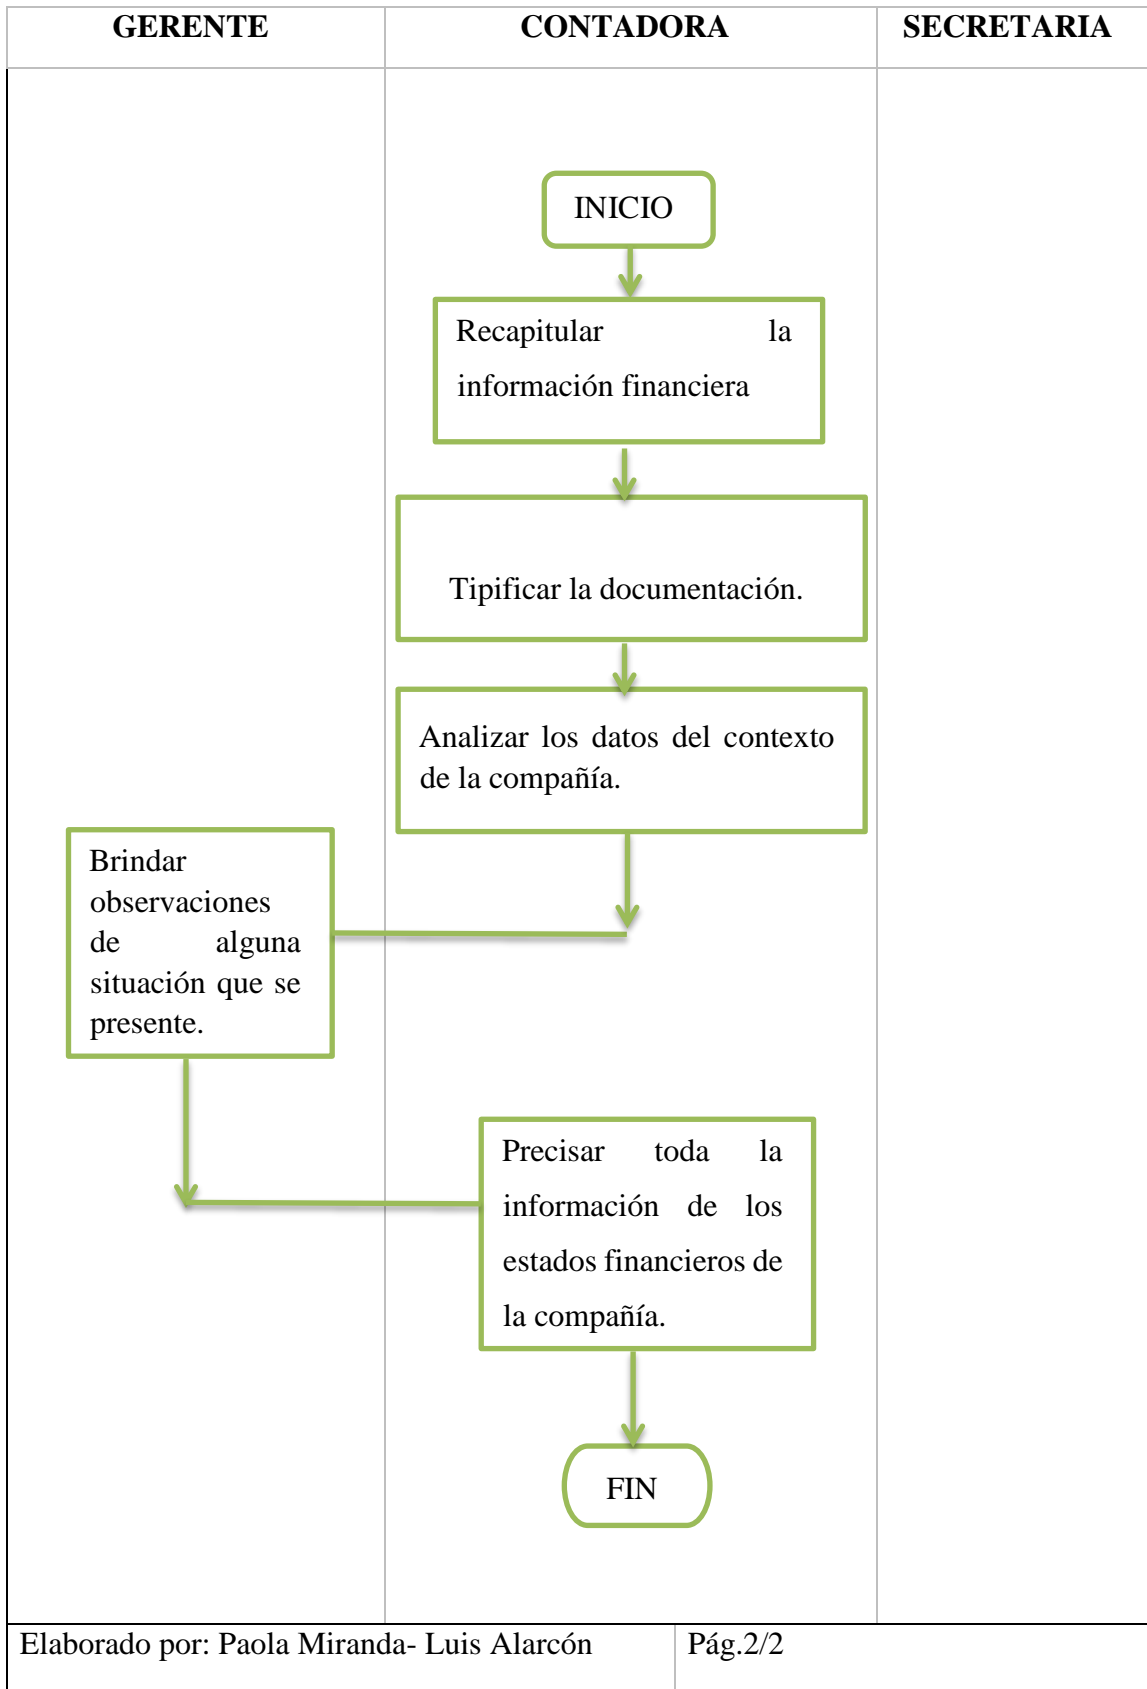 GERENTE
CONTADORA
SECRETARIA
INICIO
Recapitular la
información financiera
Tipificar la documentación.
Analizar los datos del contexto
de la compañía.
Brindar
observaciones
de alguna
situación que se
presente.
Precisar toda la
información de los
estados financieros de
la compañía.
FIN
Elaborado por: Paola Miranda- Luis Alarcón
Pág.2/2